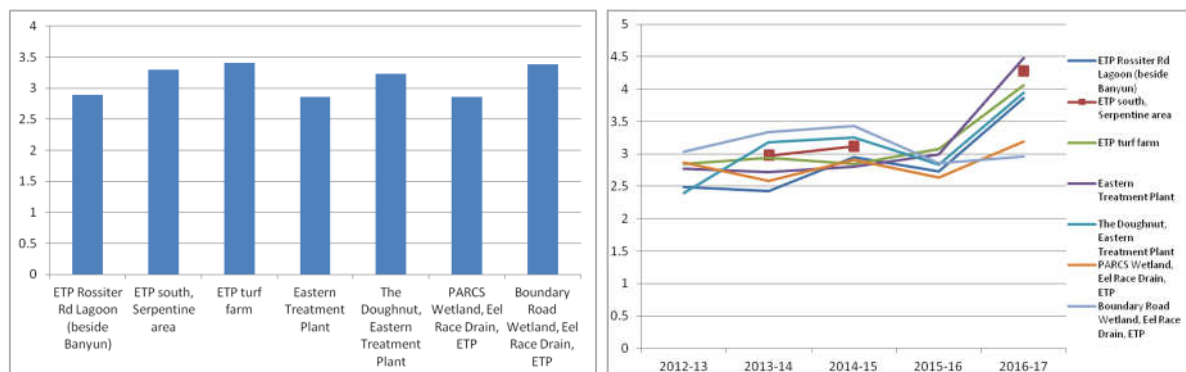 4
3.5
3
2.5
2
1.5
1
0.5
0
ETP Rossiter
Rd Lagoon
(beside
Banyun)
ETP south,
Serpentine
area
ETP turf
farm
Eastern
Treatment
Plant
The
Doughnut,
Eastern
Treatment
Plant
PARCS
Wetland, Eel
Race Drain,
ETP
Boundary
Road
Wetland, Eel
Race Drain,
ETP
5
4.5
4
3.5
3
2.5
2
1.5
1
0.5
0
2012-13 2013-14 2014-15 2015-16 2016-17
ETP Rossiter Rd
Lagoon (beside
Banyun)
ETP south,
Serpentine area
ETP turf farm
Eastern
Treatment Plant
The Doughnut,
Eastern
Treatment Plant
PARCS Wetland,
Eel Race Drain,
ETP
Boundary Road
Wetland, Eel Race
Drain, ETP